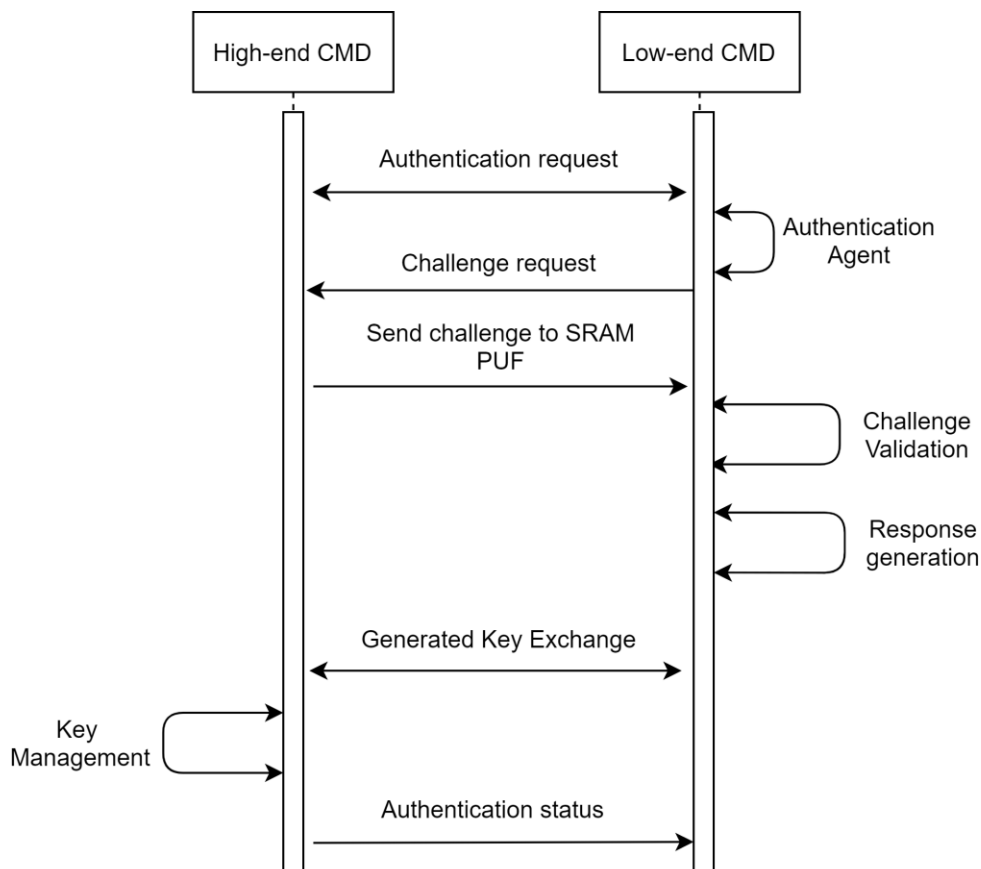 High-end CMD
Low-end CMD
Authentication request
Authentication
Agent
Challenge request
Send challenge to SRAM
PUF
Challenge
Validation
Response
generation
Generated Key Exchange
Key
Management
Authentication status